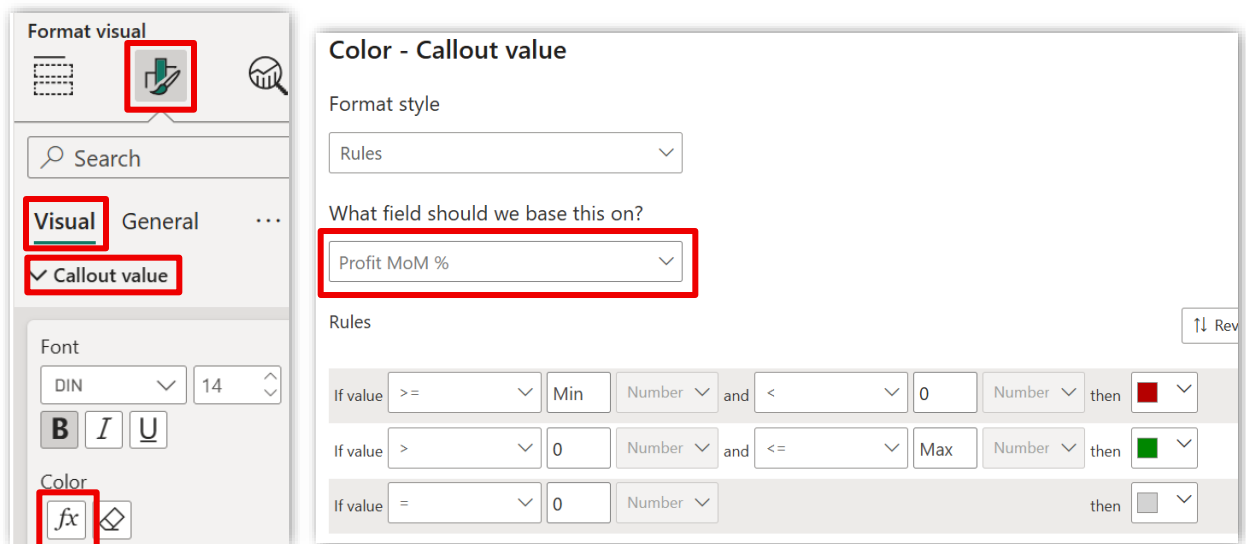 Format visual
Search
Visual General ...
Callout value
Font
DIN 14
B I U
Color
fx
Color - Callout value
Format style
Rules
What field should we base this on?
Profit MoM %
Rules
↑↓ Rev
If value >= Min Number and < 0 Number then
If value > 0 Number and <= Max Number then
If value = 0 Number then